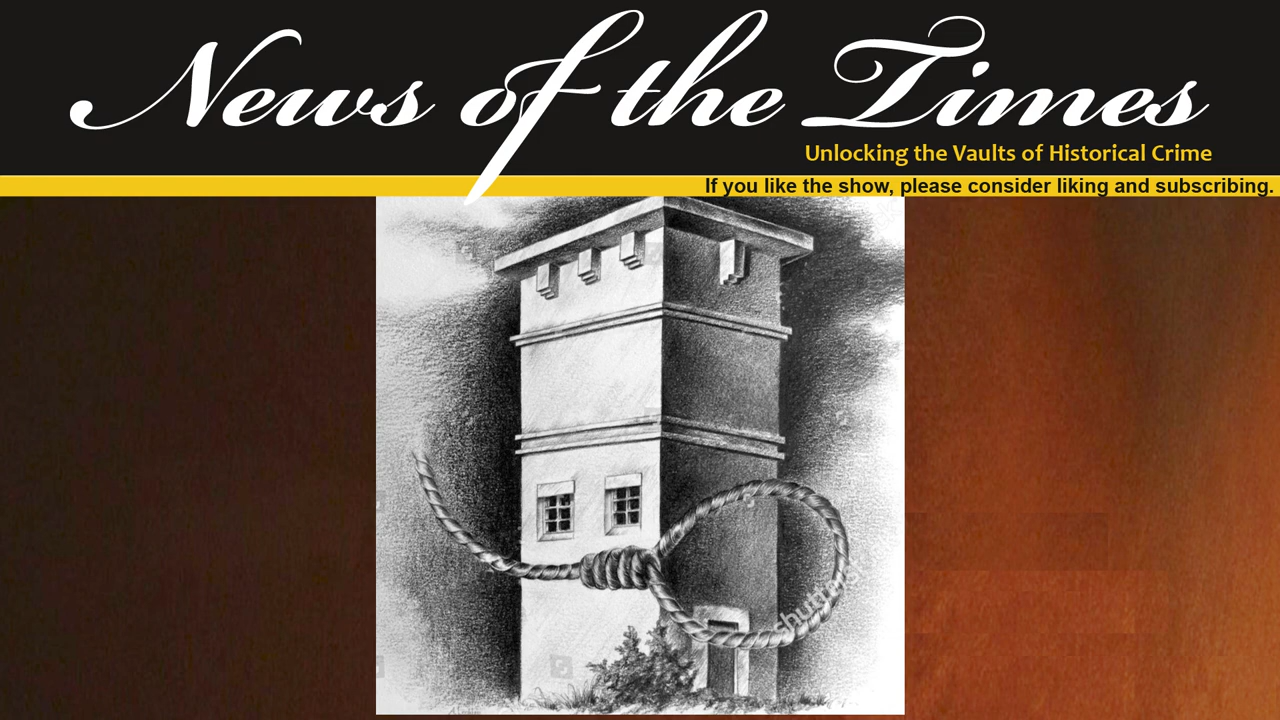 News of the Times
Unlocking the Vaults of Historical Crime
If you like the show, please consider liking and subscribing.